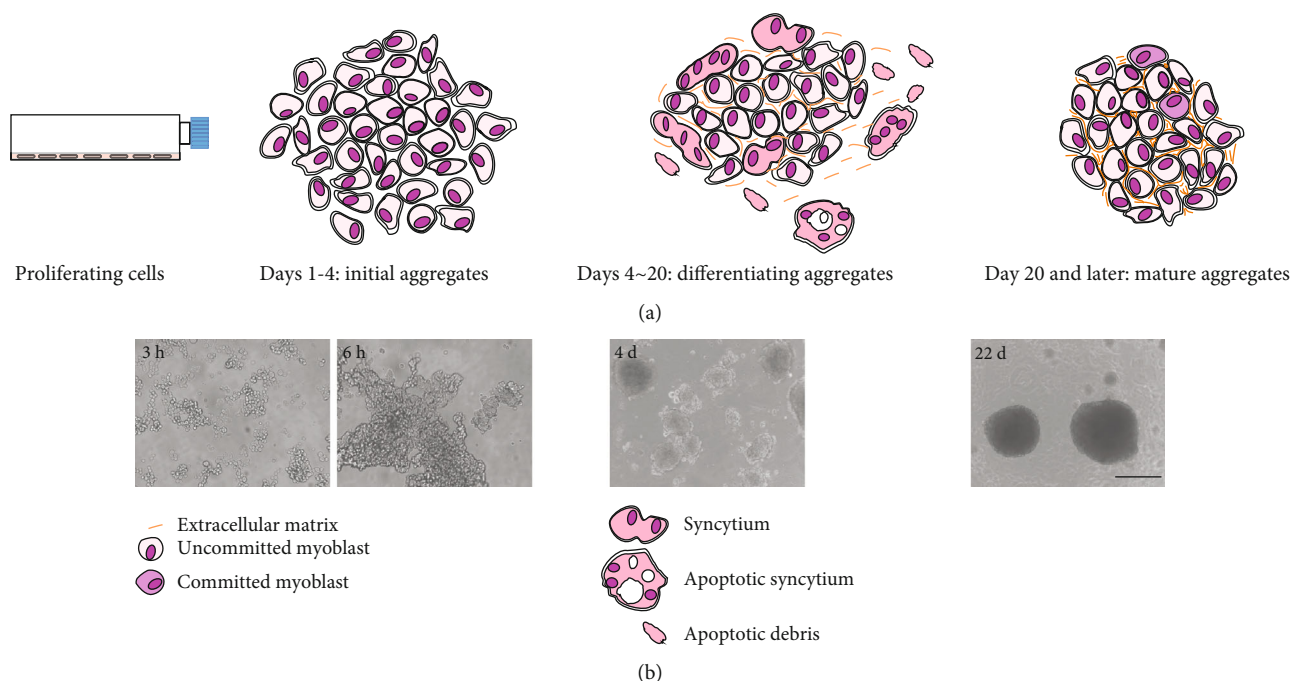 Proliferating cells
Days 1-4: initial aggregates
Days 4~20: differentiating aggregates
Day 20 and later: mature aggregates
(a)
3 h
6 h
4 d
22 d
Extracellular matrix
Uncommitted myoblast
Committed myoblast
Syncytium
Apoptotic syncytium
Apoptotic debris
(b)